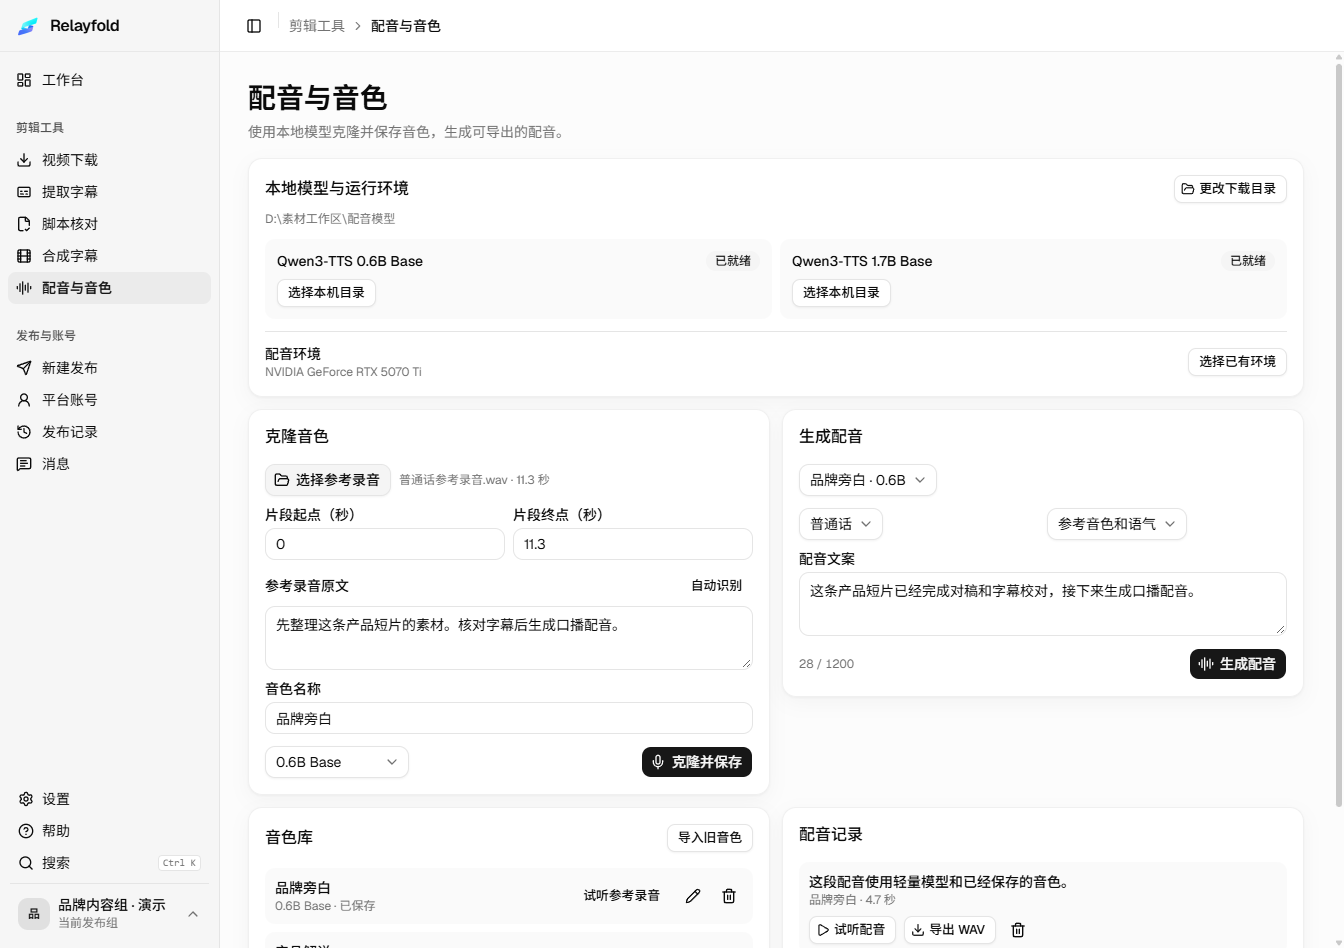 Relayfold
剪辑工具 > 配音与音色
工作台
剪辑工具
视频下载
提取字幕
脚本核对
合成字幕
配音与音色
发布与账号
新建发布
平台账号
发布记录
消息
设置
帮助
搜索 Ctrl K
品 品牌内容组 · 演示
当前发布组
配音与音色
使用本地模型克隆并保存音色，生成可导出的配音。
本地模型与运行环境 更改下载目录
D:\素材工作区\配音模型
Qwen3-TTS 0.6B Base 已就绪
选择本机目录
Qwen3-TTS 1.7B Base 已就绪
选择本机目录
配音环境
NVIDIA GeForce RTX 5070 Ti
选择已有环境
克隆音色
选择参考录音 普通话参考录音.wav · 11.3 秒
片段起点（秒） 片段终点（秒）
0 11.3
参考录音原文 自动识别
先整理这条产品短片的素材。核对字幕后生成口播配音。
音色名称
品牌旁白
0.6B Base 克隆并保存
生成配音
品牌旁白 · 0.6B
普通话 参考音色和语气
配音文案
这条产品短片已经完成对稿和字幕校对，接下来生成口播配音。
28 / 1200 生成配音
音色库 导入旧音色
品牌旁白
0.6B Base · 已保存
试听参考录音
配音记录
这段配音使用轻量模型和已经保存的音色。
品牌旁白 · 4.7 秒
试听配音 导出 WAV